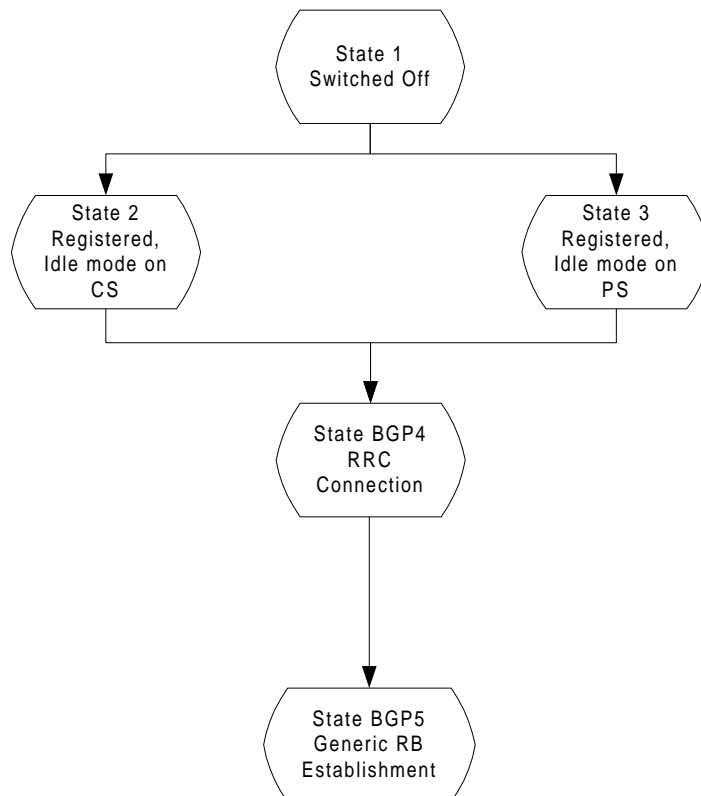 State 1
Switched Off
State 2
Registered,
Idle mode on
CS
State 3
Registered,
Idle mode on
PS
State BGP4
RRC
Connection
State BGP5
Generic RB
Establishment